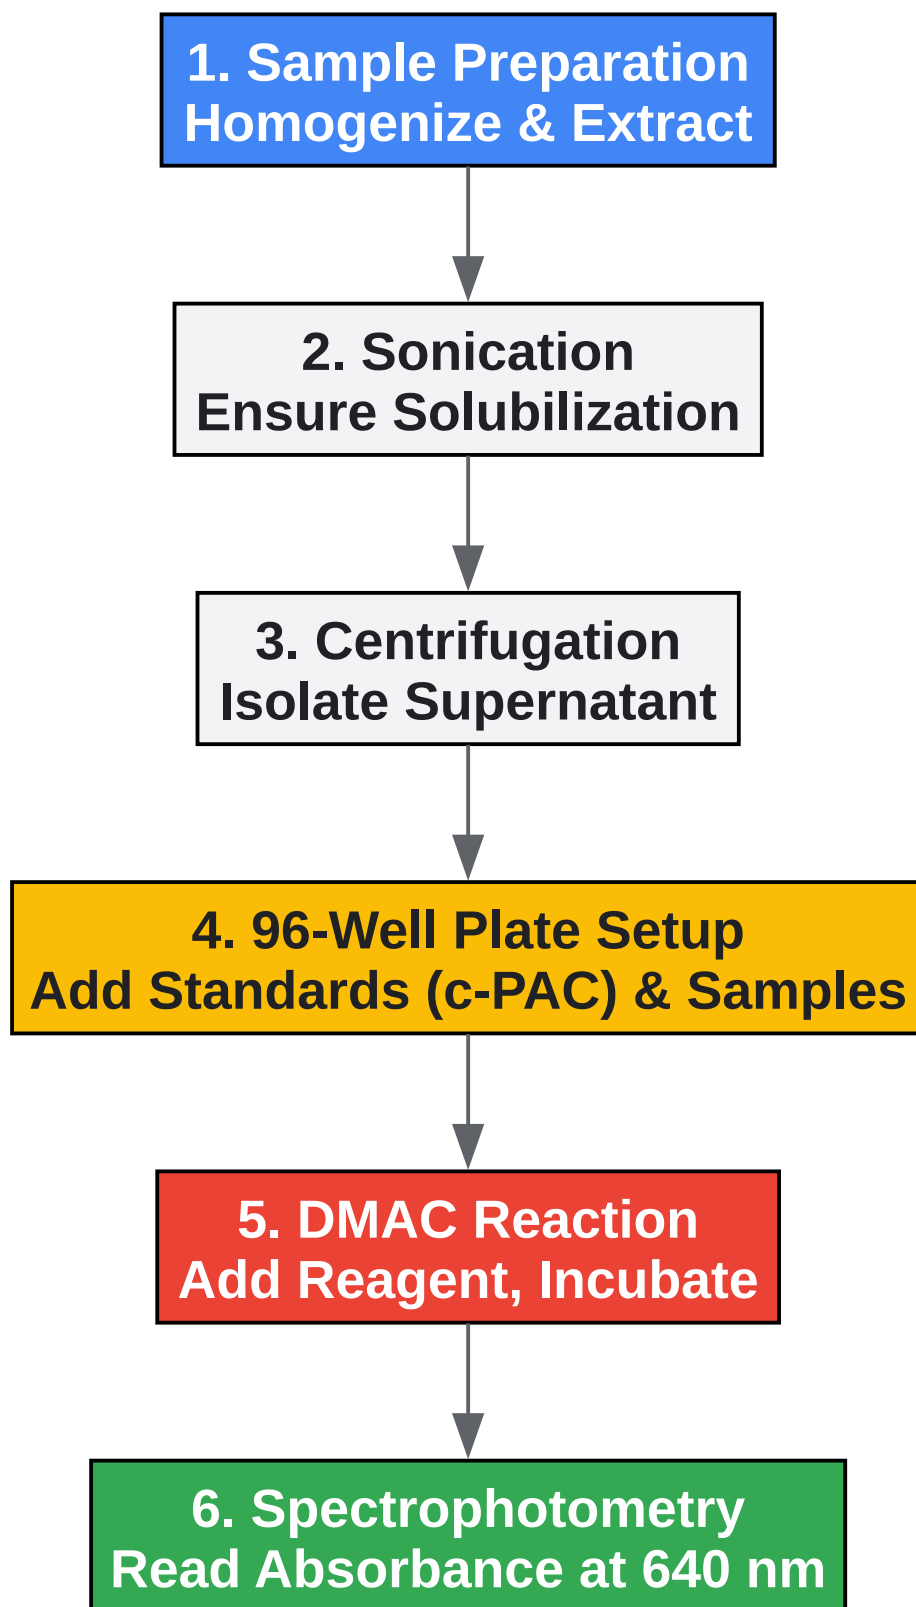 1. Sample Preparation
Homogenize & Extract
2. Sonication
Ensure Solubilization
3. Centrifugation
Isolate Supernatant
4. 96-Well Plate Setup
Add Standards (c-PAC) & Samples
5. DMAC Reaction
Add Reagent, Incubate
6. Spectrophotometry
Read Absorbance at 640 nm